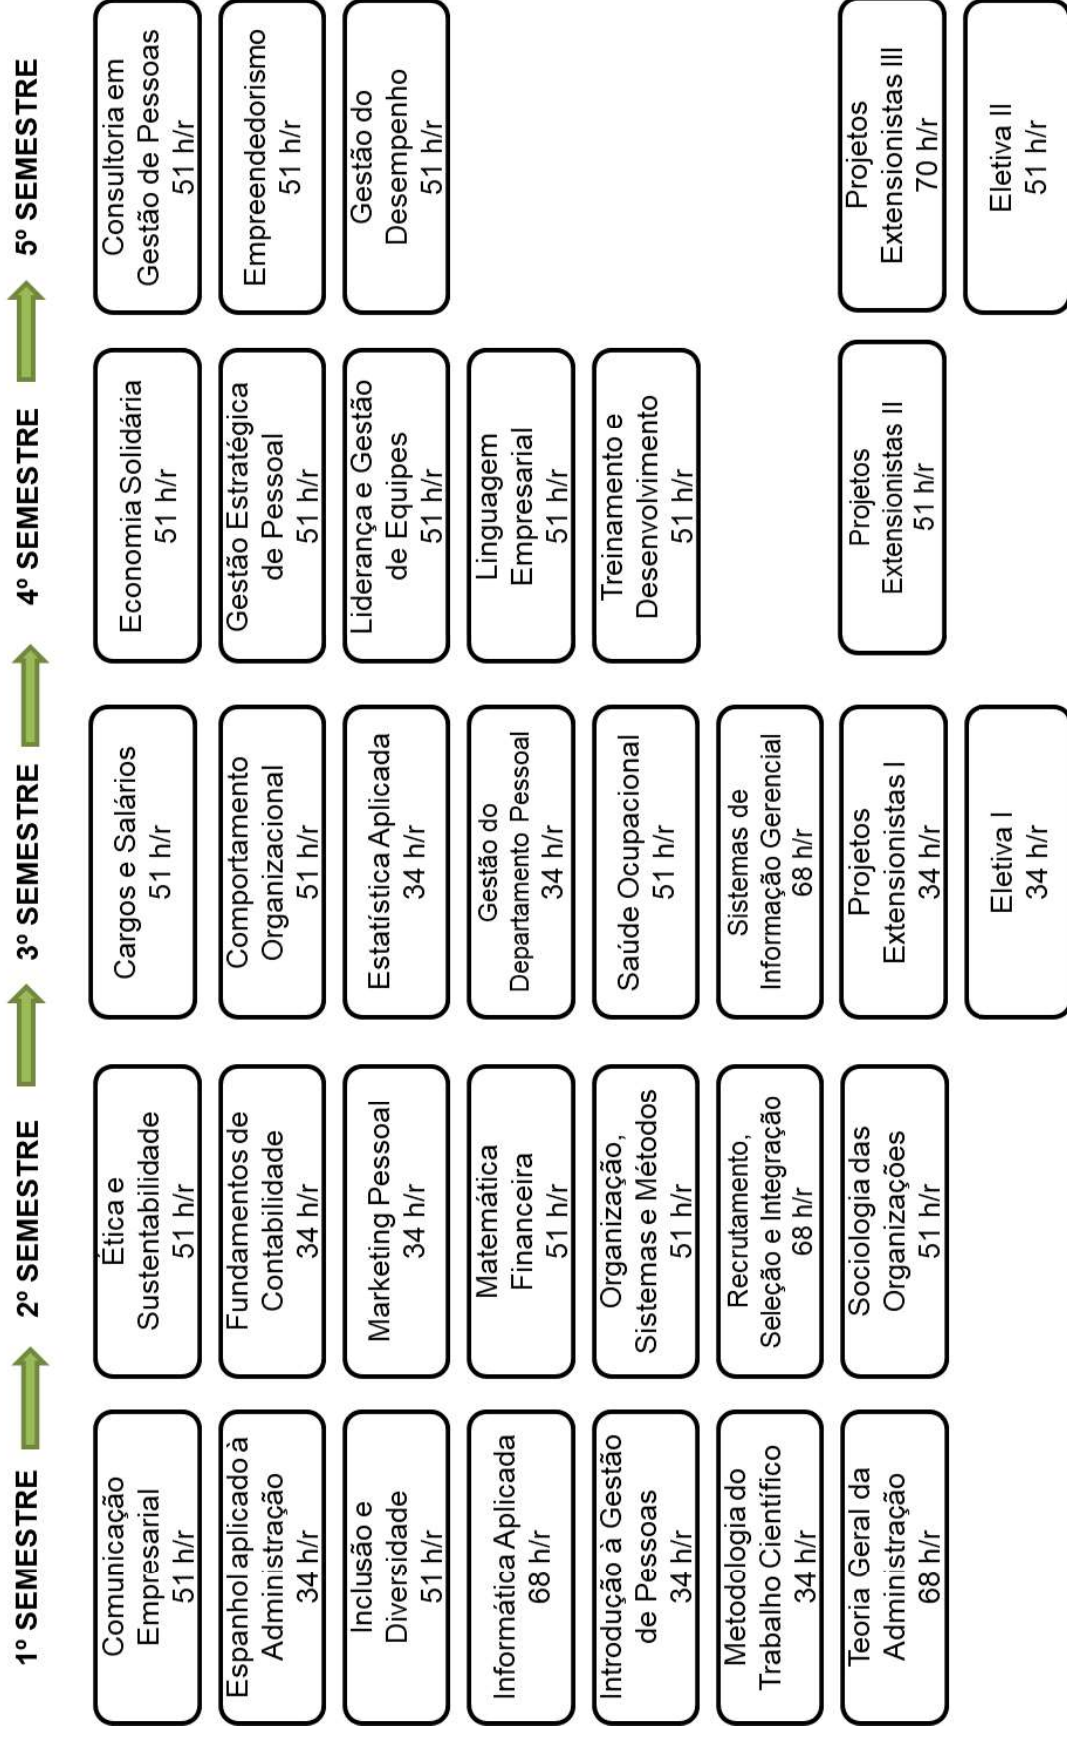 1º SEMESTRE
2º SEMESTRE
3º SEMESTRE
4º SEMESTRE
5º SEMESTRE
Comunicação
Empresarial
51 h/r
Espanhol aplicado à
Administração
34 h/r
Inclusão e
Diversidade
51 h/r
Informática Aplicada
68 h/r
Introdução à Gestão
de Pessoas
34 h/r
Metodologia do
Trabalho Científico
34 h/r
Teoria Geral da
Administração
68 h/r
Ética e
Sustentabilidade
51 h/r
Fundamentos de
Contabilidade
34 h/r
Marketing Pessoal
34 h/r
Matemática
Financeira
51 h/r
Organização,
Sistemas e Métodos
51 h/r
Recrutamento,
Seleção e Integração
68 h/r
Sociologia das
Organizações
51 h/r
Cargos e Salários
51 h/r
Comportamento
Organizacional
51 h/r
Estatística Aplicada
34 h/r
Gestão do
Departamento Pessoal
34 h/r
Saúde Ocupacional
51 h/r
Sistemas de
Informação Gerencial
68 h/r
Projetos
Extensionistas I
34 h/r
Eletiva I
34 h/r
Economia Solidária
51 h/r
Gestão Estratégica
de Pessoal
51 h/r
Liderança e Gestão
de Equipes
51 h/r
Linguagem
Empresarial
51 h/r
Treinamento e
Desenvolvimento
51 h/r
Projetos
Extensionistas II
51 h/r
Consultoria em
Gestão de Pessoas
51 h/r
Empreendedorismo
51 h/r
Gestão do
Desempenho
51 h/r
Projetos
Extensionistas III
70 h/r
Eletiva II
51 h/r